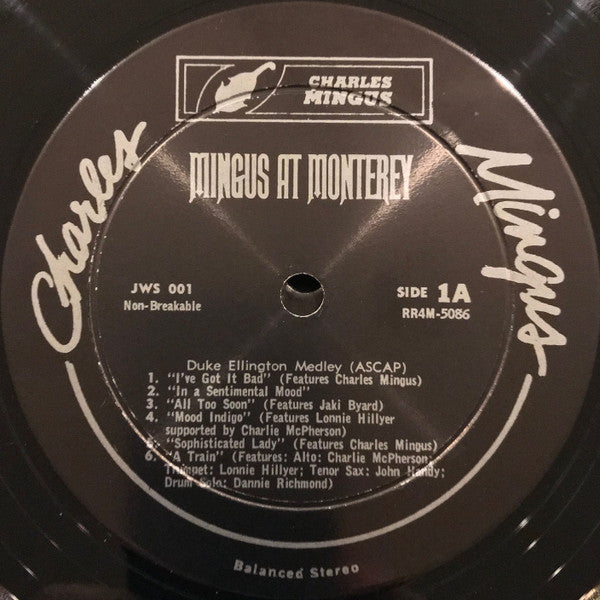 CHARLES
MINGUS
MINGUS AT MONTEREY
Charles
Mingus
JWS 001
Non-Breakable
SIDE 1A
RR4M-5086
Duke Ellington Medley (ASCAP)
1. "I've Got It Bad" (Features Charles Mingus)
2. "In a Sentimental Mood"
3. "All Too Soon" (Features Jaki Byard)
4. "Mood Indigo" (Features Lonnie Hillyer
supported by Charlie McPherson)
5. "Sophisticated Lady" (Features Charles Mingus)
6. "A Train" (Features: Alto: Charlie McPherson;
Trumpet: Lonnie Hillyer; Tenor Sax: John Handy;
Drum Solo: Dannie Richmond)
Balanced Stereo